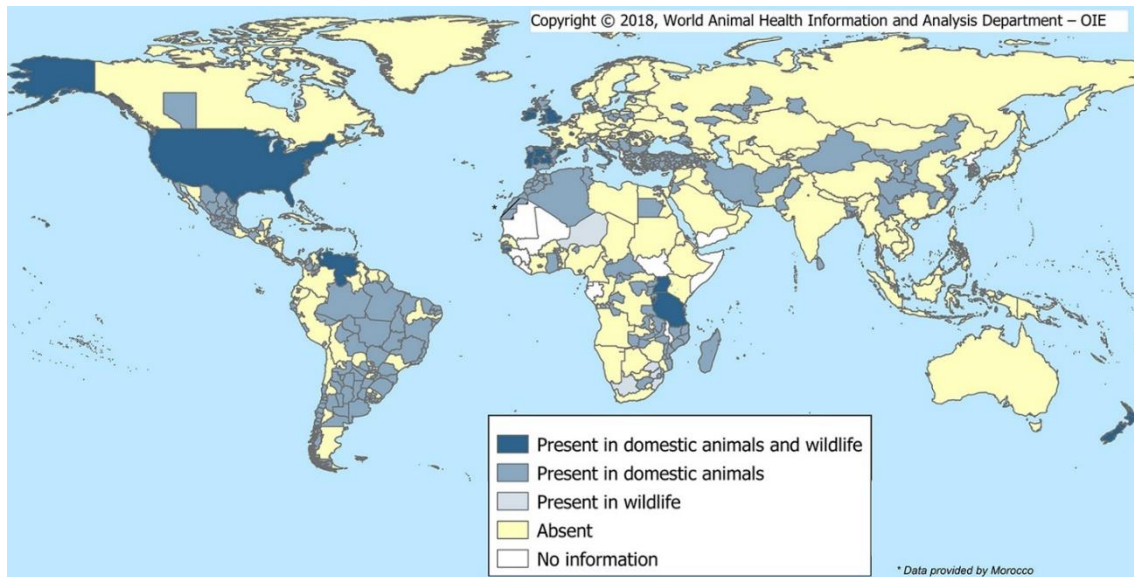 Copyright © 2018, World Animal Health Information and Analysis Department – OIE
*
Present in domestic animals and wildlife
Present in domestic animals
Present in wildlife
Absent
No information
* Data provided by Morocco